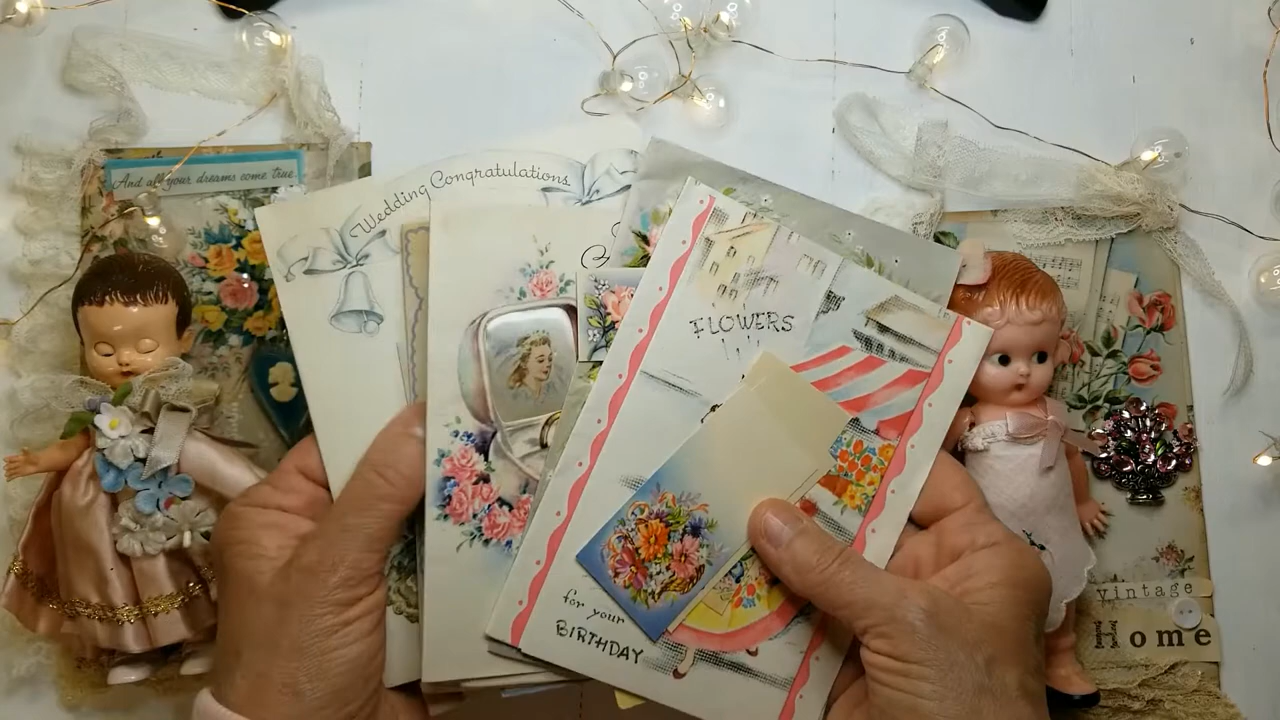 And all your dreams come true
Wedding Congratulations
FLOWERS
for your
BIRTHDAY
vintage
Home